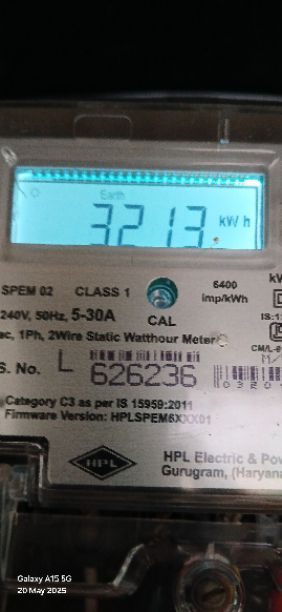 Earth
3213 kWh
SPEM 02 CLASS 1 6400 imp/kWh
240V, 50Hz, 5-30A CAL
ac, 1Ph, 2Wire Static Watthour Meter
S. No. L 626236
Category C3 as per IS 15959:2011
Firmware Version:
HPL
HPL Electric & Po
Gurugram, (Haryana
Galaxy A15 5G
20 May 2025